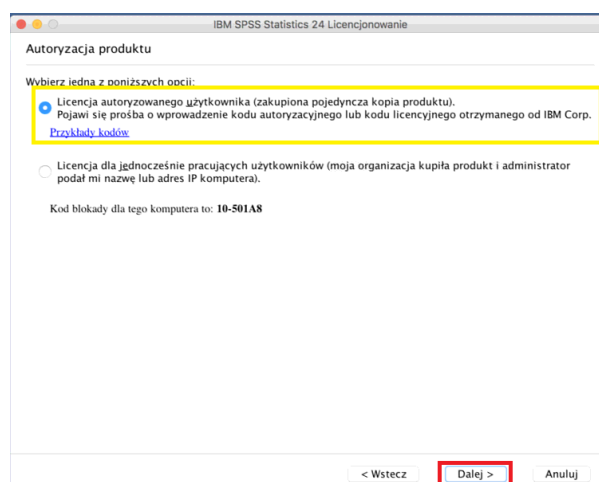 IBM SPSS Statistics 24 Licencjonowanie
Autoryzacja produktu
Wybierz jedną z poniższych opcji:
Licencja autoryzowanego użytkownika (zakupiona pojedyncza kopia produktu).
Pojawi się prośba o wprowadzenie kodu autoryzacyjnego lub kodu licencyjnego otrzymanego od IBM Corp.
Przykłady kodów
Licencja dla jednocześnie pracujących użytkowników (moja organizacja kupiła produkt i administrator
podał mi nazwę lub adres IP komputera).
Kod blokady dla tego komputera to: 10-501A8
< Wstecz
Dalej >
Anuluj